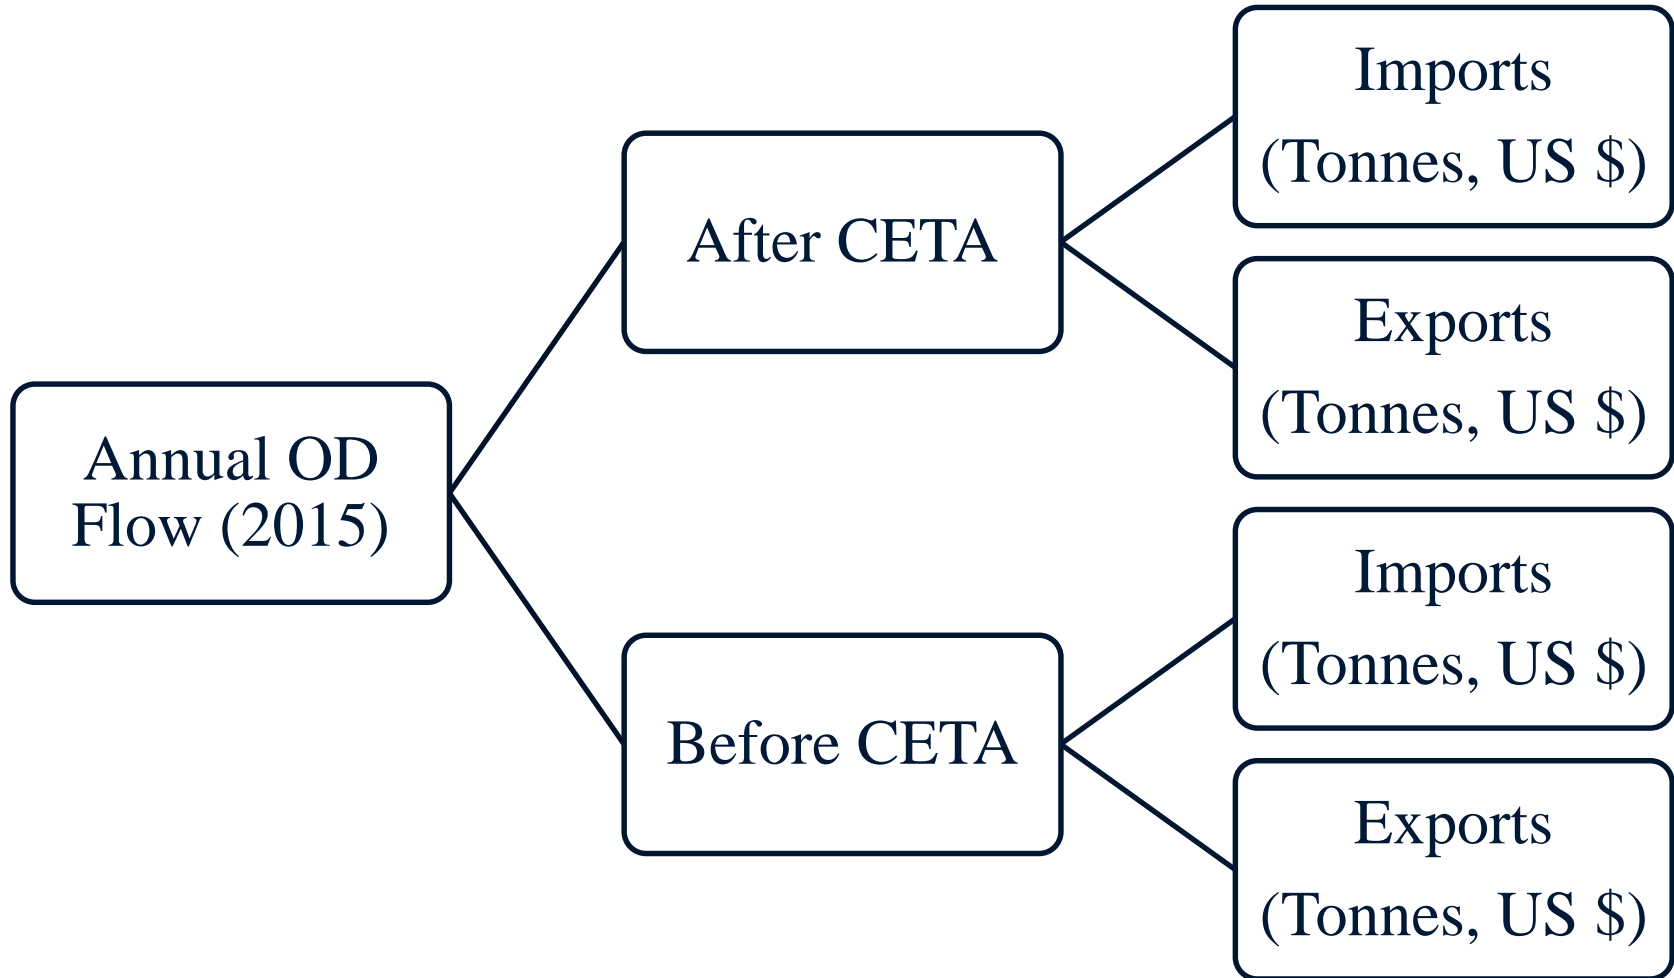 Annual OD
Flow (2015)
After CETA
Imports
(Tonnes, US $)
Exports
(Tonnes, US $)
Before CETA
Imports
(Tonnes, US $)
Exports
(Tonnes, US $)